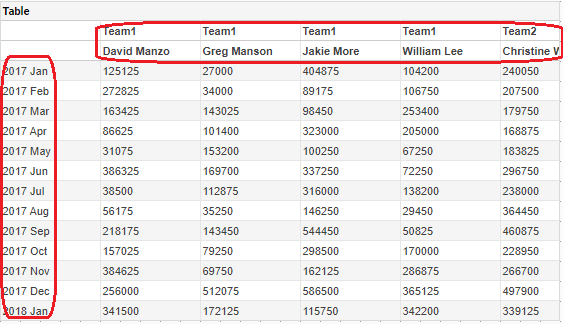 Table
Team1 Team1 Team1 Team1 Team2
David Manzo Greg Manson Jakie More William Lee Christine W
2017 Jan 125125 27000 404875 104200 240050
2017 Feb 272825 34000 89175 106750 207500
2017 Mar 163425 143025 98450 253400 179750
2017 Apr 86625 101400 323000 205000 168875
2017 May 31075 153200 100250 67250 183825
2017 Jun 386325 169700 337250 72250 296750
2017 Jul 38500 112875 316000 138200 238000
2017 Aug 56175 35250 146250 29450 364450
2017 Sep 218175 143450 544450 50825 460875
2017 Oct 157025 79250 298500 170000 228950
2017 Nov 384625 69750 162125 286875 266700
2017 Dec 256000 512075 586500 365125 497900
2018 Jan 341500 172125 115750 342200 339125